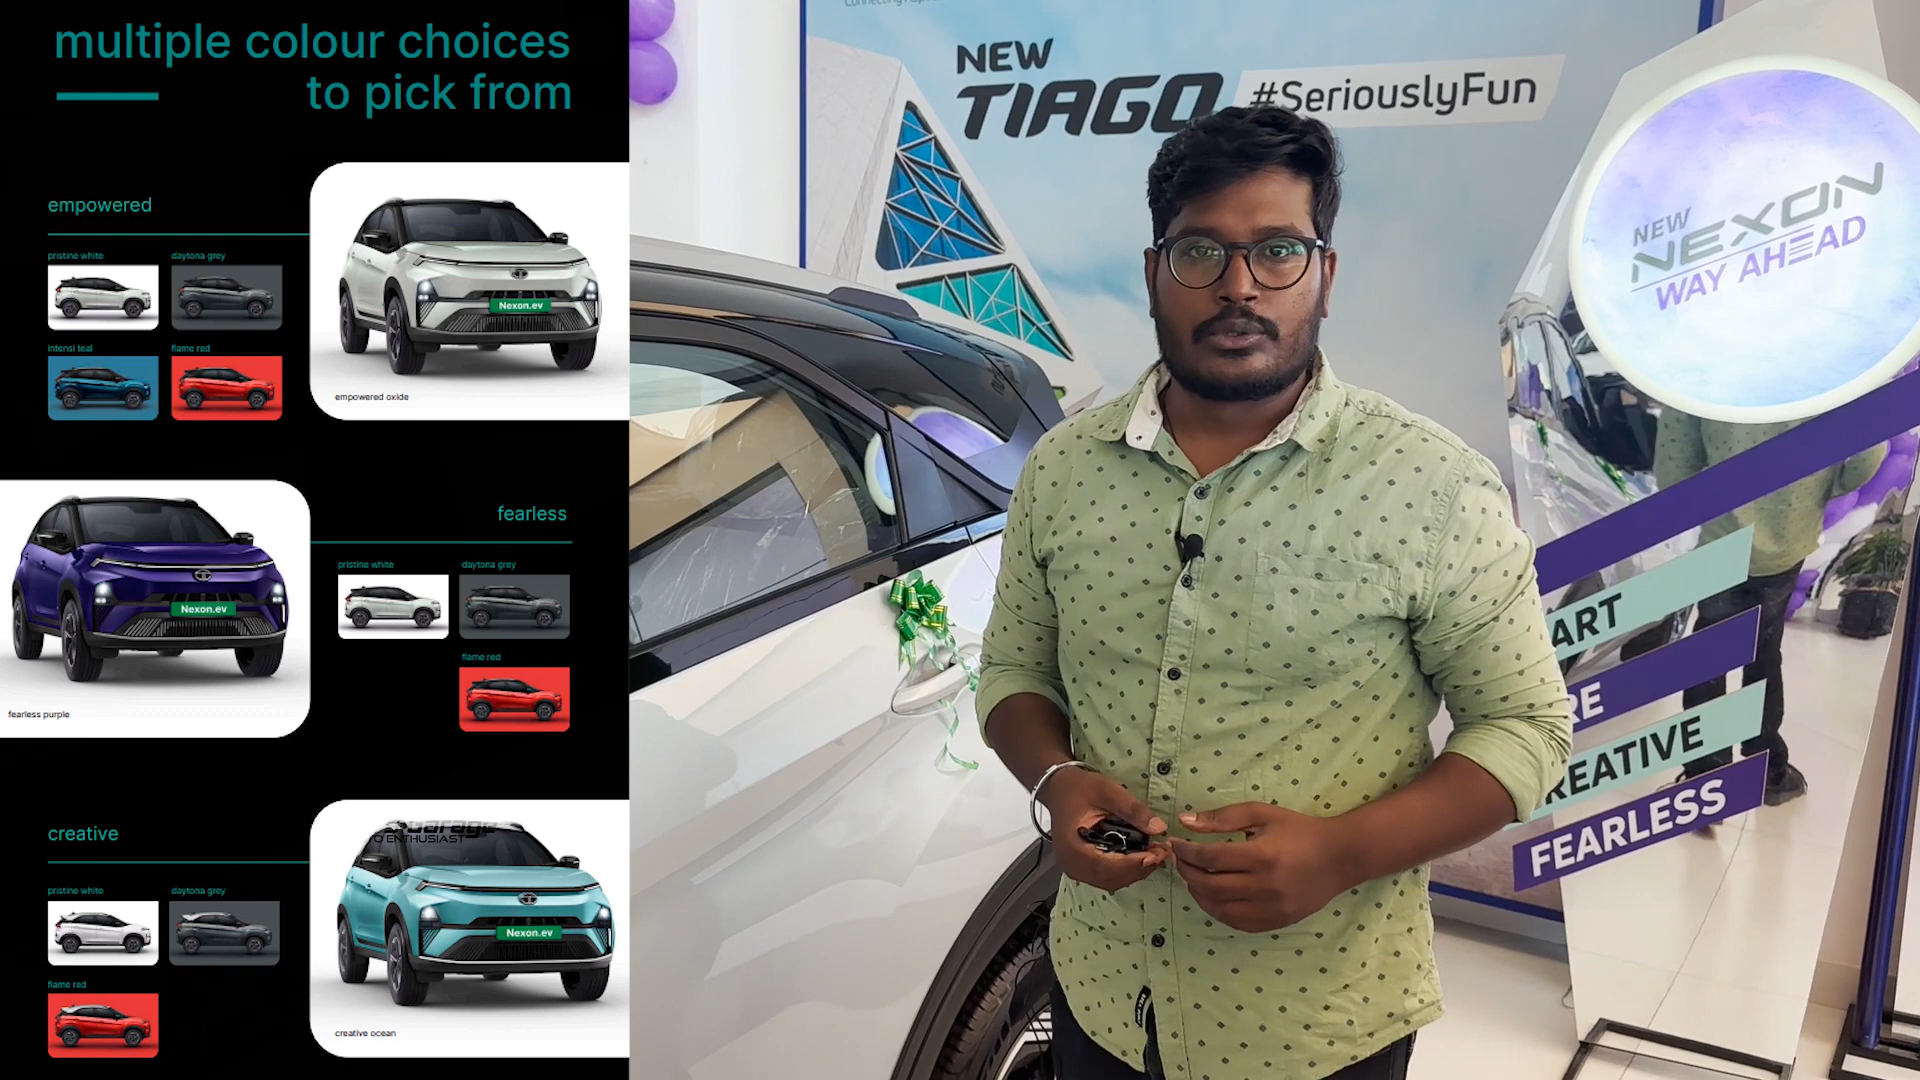 multiple colour choices
to pick from
empowered
pristine white
daytona grey
intensi teal
flame red
Nexon.ev
empowered oxide
fearless
pristine white
daytona grey
flame red
Nexon.ev
fearless purple
creative
pristine white
daytona grey
flame red
Garage
ENTHUSIAST
Nexon.ev
creative ocean
NEW
TIAGO #SeriouslyFun
NEW
NEXON
WAY AHEAD
ART
RE
REATIVE
FEARLESS